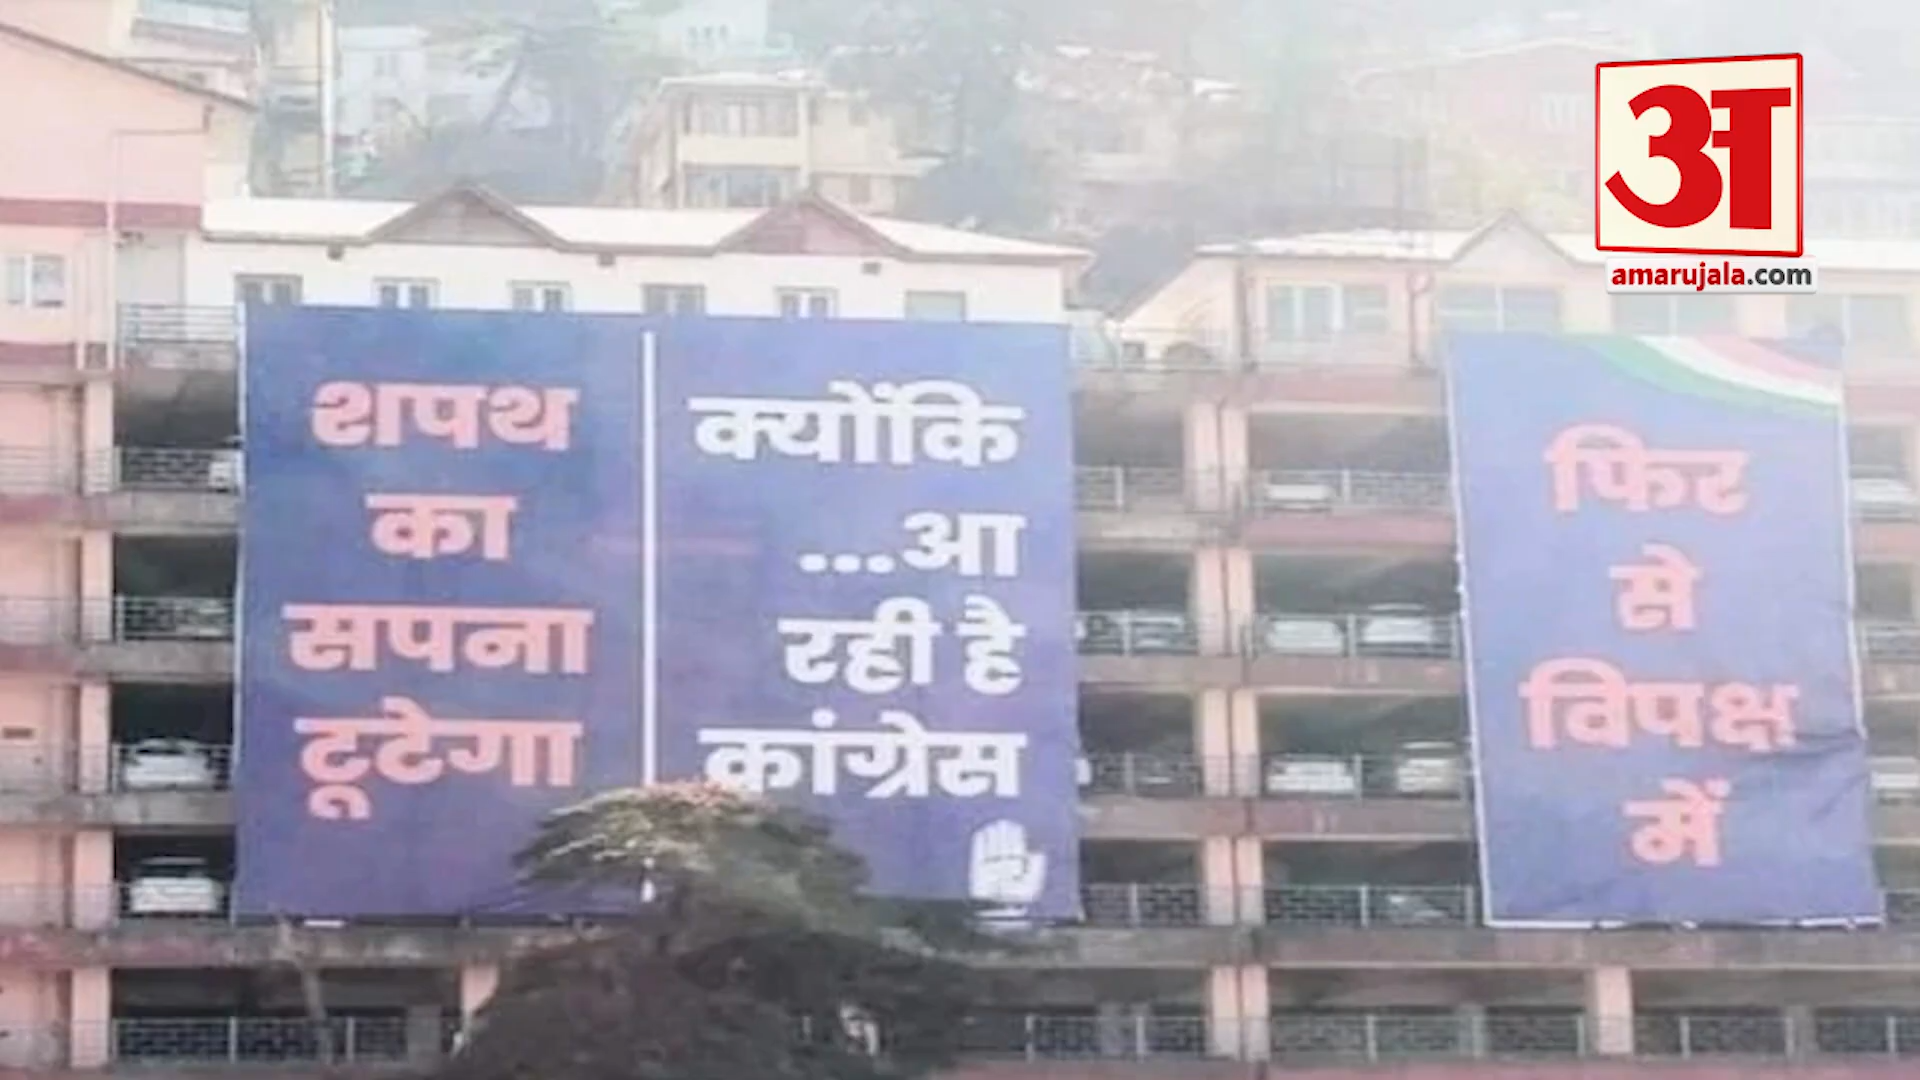 शपथ
का
सपना
टूटेगा
क्योंकि
...आ
रही है
कांग्रेस
फिर
से
विपक्ष
में
अ
amarujala.com